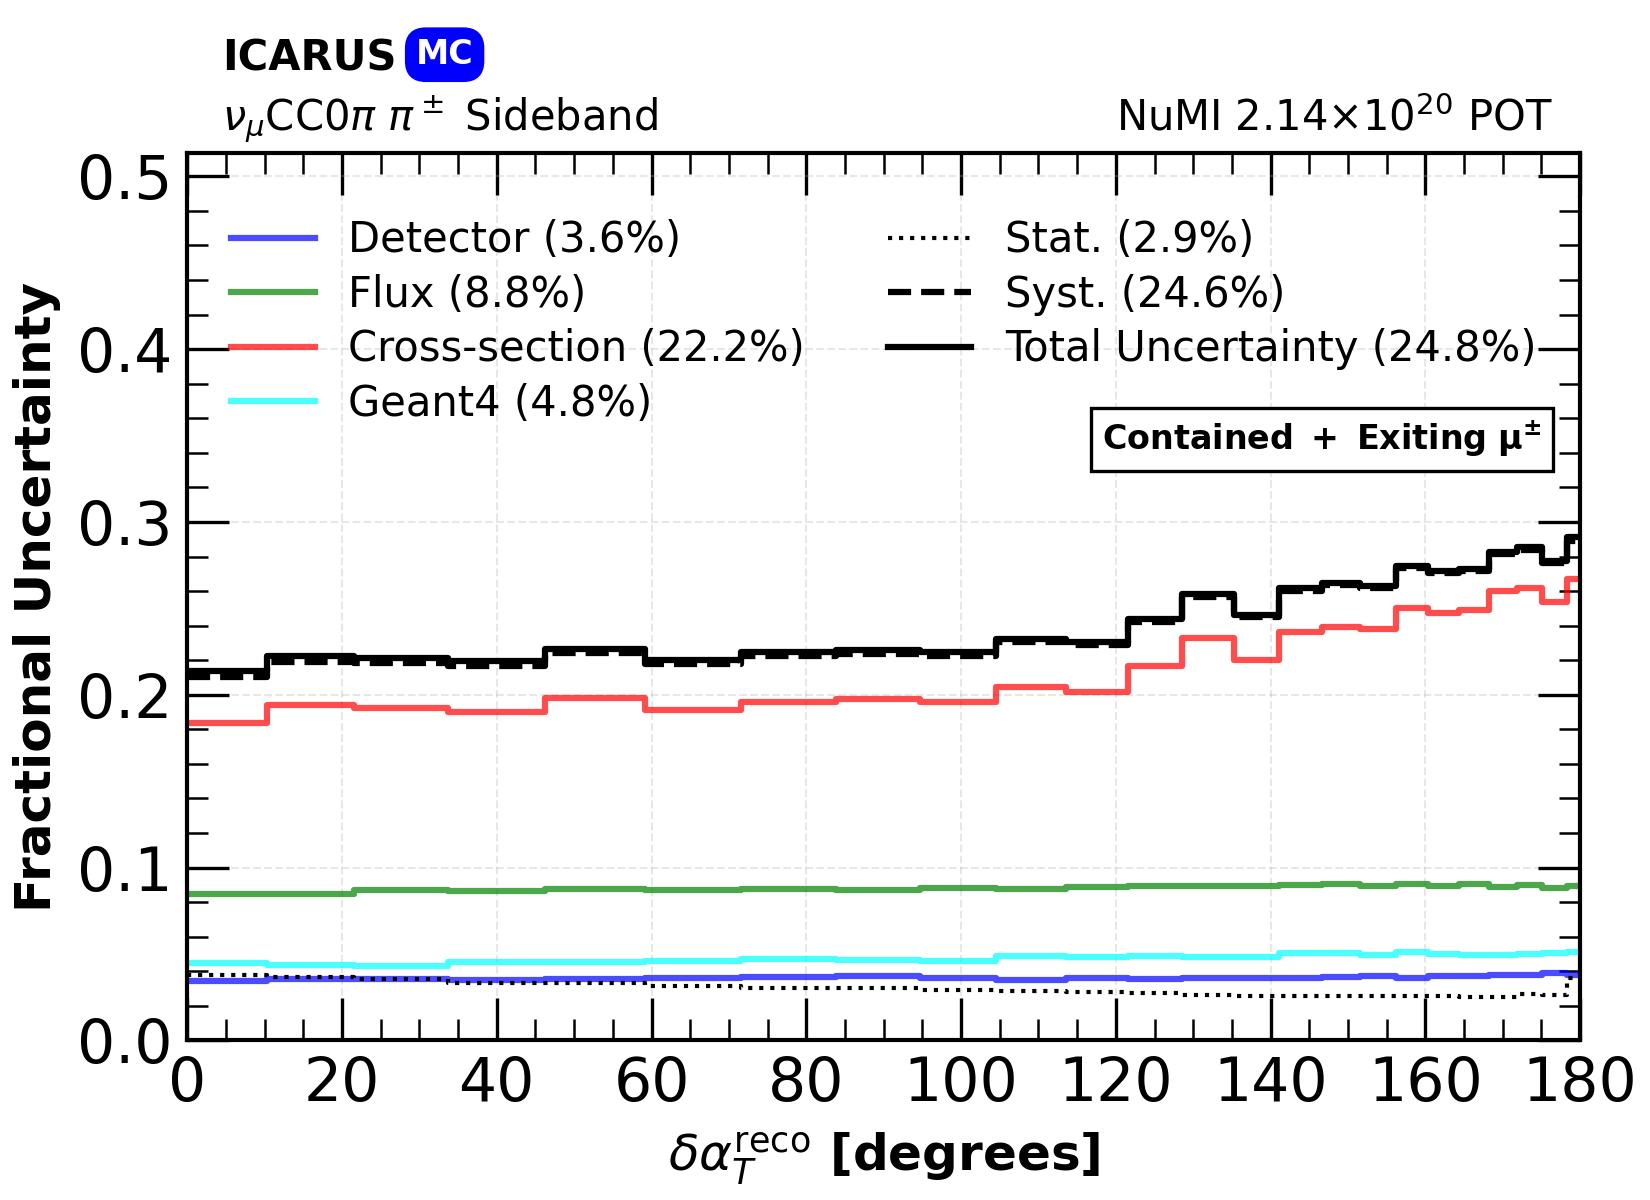 ICARUS MC
νμCC0π π± Sideband
NuMI 2.14×10²⁰ POT
Detector (3.6%)
Flux (8.8%)
Cross-section (22.2%)
Geant4 (4.8%)
Stat. (2.9%)
Syst. (24.6%)
Total Uncertainty (24.8%)
Contained + Exiting μ±
Fractional Uncertainty
0.5
0.4
0.3
0.2
0.1
0.0
0 20 40 60 80 100 120 140 160 180
δα_T^reco [degrees]